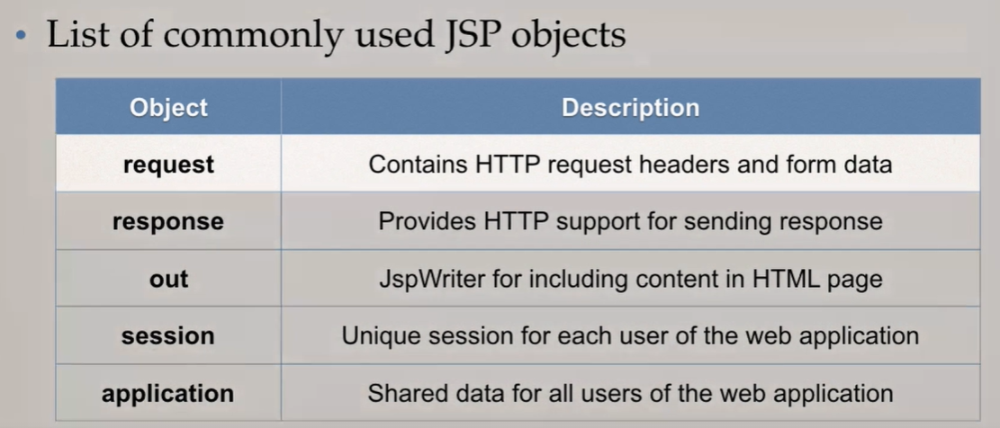 • List of commonly used JSP objects
Object Description
request Contains HTTP request headers and form data
response Provides HTTP support for sending response
out JspWriter for including content in HTML page
session Unique session for each user of the web application
application Shared data for all users of the web application